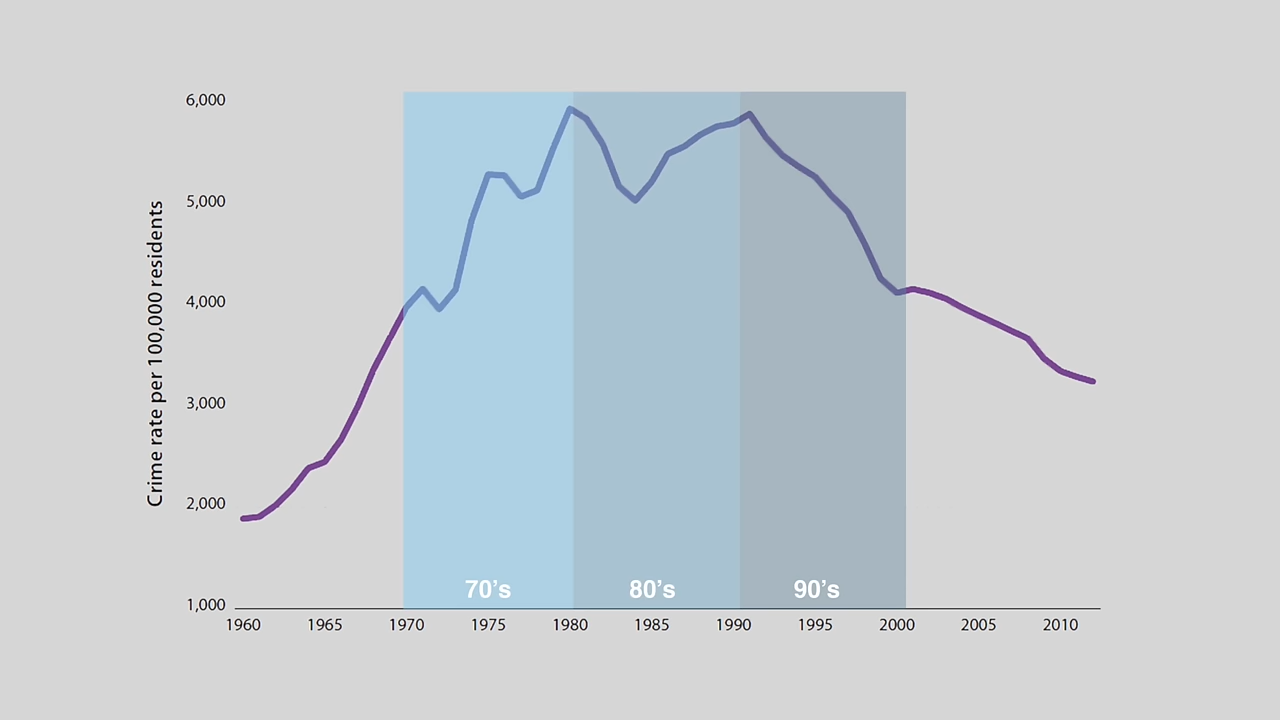 Crime rate per 100,000 residents
6,000
5,000
4,000
3,000
2,000
1,000
70’s 80’s 90’s
1960 1965 1970 1975 1980 1985 1990 1995 2000 2005 2010